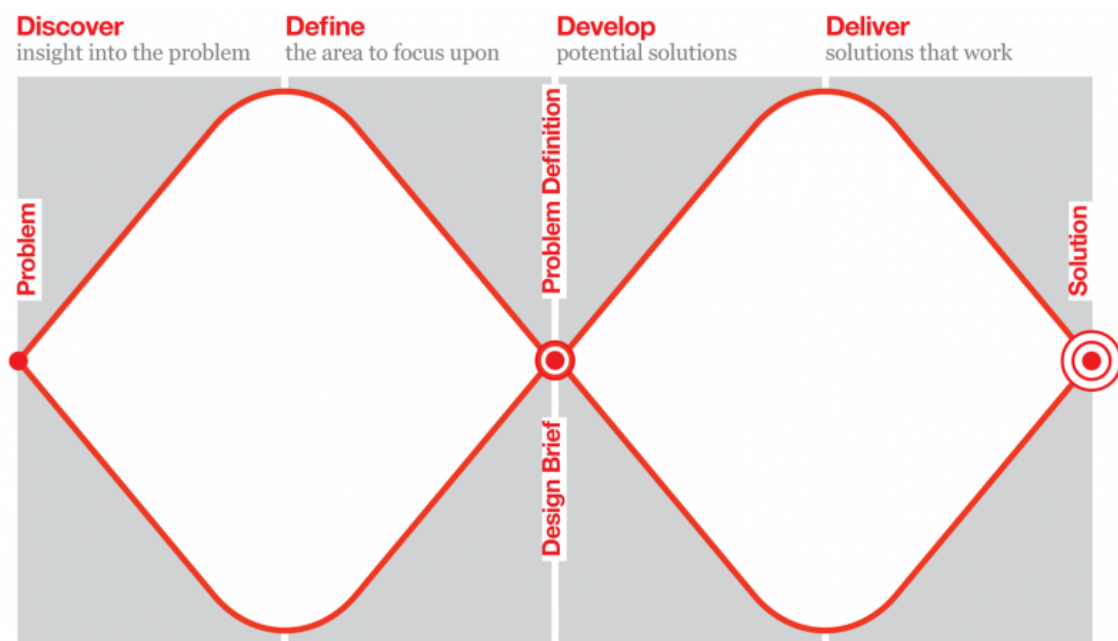 Discover
insight into the problem
Define
the area to focus upon
Develop
potential solutions
Deliver
solutions that work
Problem
Problem Definition
Design Brief
Solution